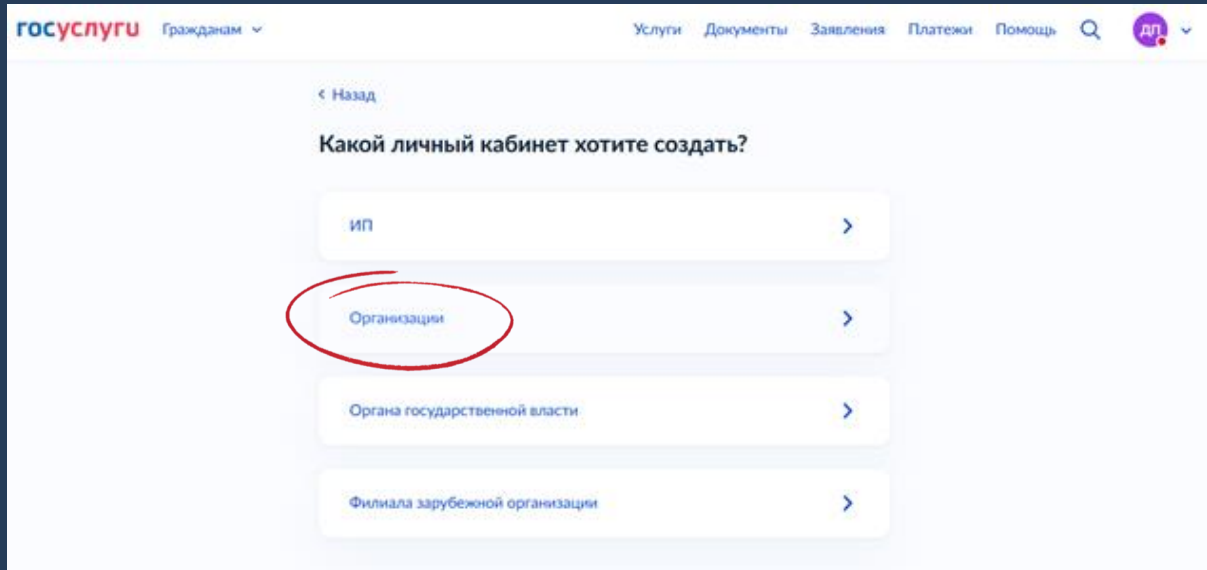 госуслуги Гражданам Услуги Документы Заявления Платежи Помощь ДП
Назад
Какой личный кабинет хотите создать?
ИП
Организации
Органа государственной власти
Филиала зарубежной организации